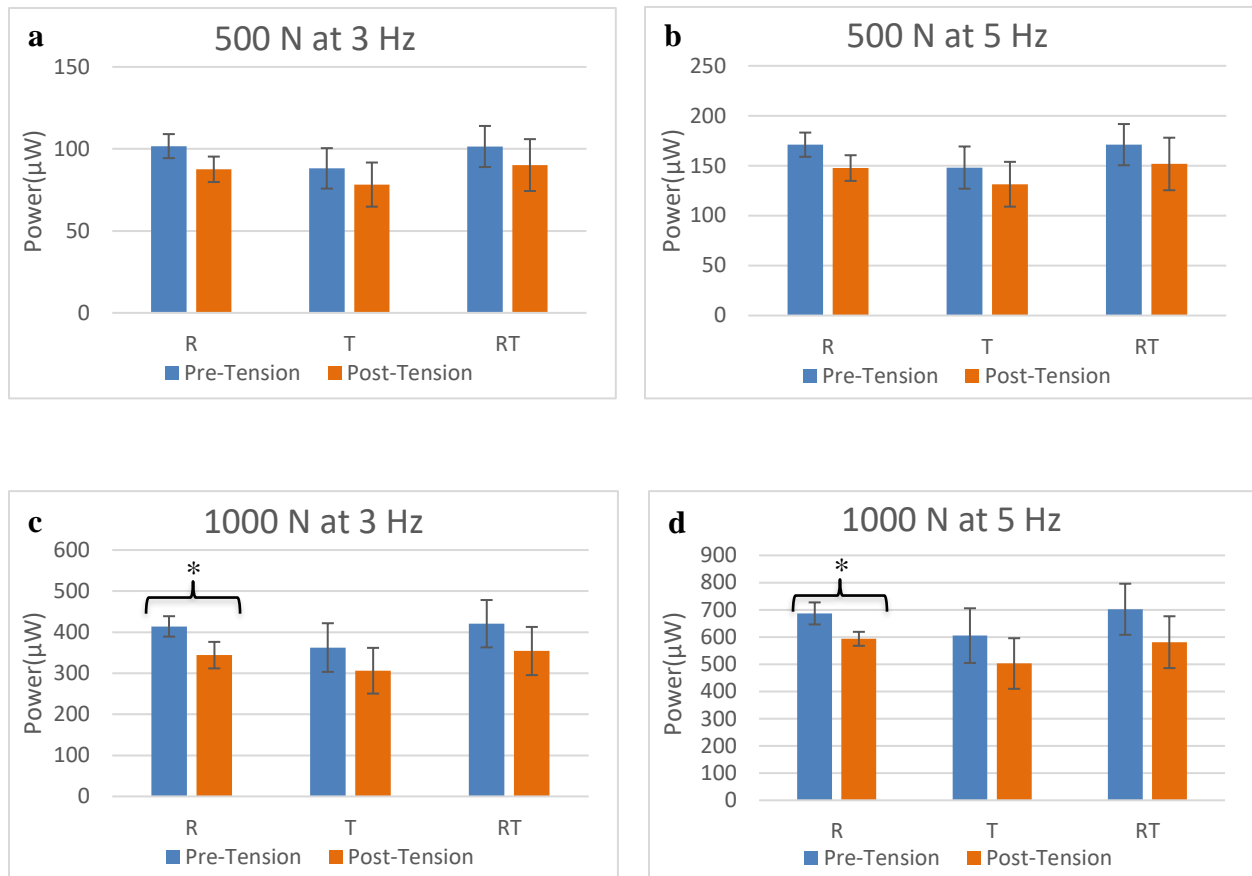 a
500 N at 3 Hz
150
100
50
0
Power(µW)
R T RT
Pre-Tension Post-Tension
b
500 N at 5 Hz
250
200
150
100
50
0
Power(µW)
R T RT
Pre-Tension Post-Tension
c
1000 N at 3 Hz
600
500
400
300
200
100
0
Power(µW)
*
R T RT
Pre-Tension Post-Tension
d
1000 N at 5 Hz
900
800
700
600
500
400
300
200
100
0
Power(µW)
*
R T RT
Pre-Tension Post-Tension